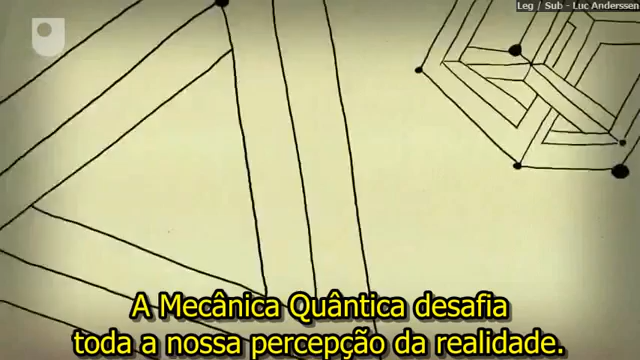 Leg / Sub - Luc Anderssen
A Mecânica Quântica desafia
toda a nossa percepção da realidade.